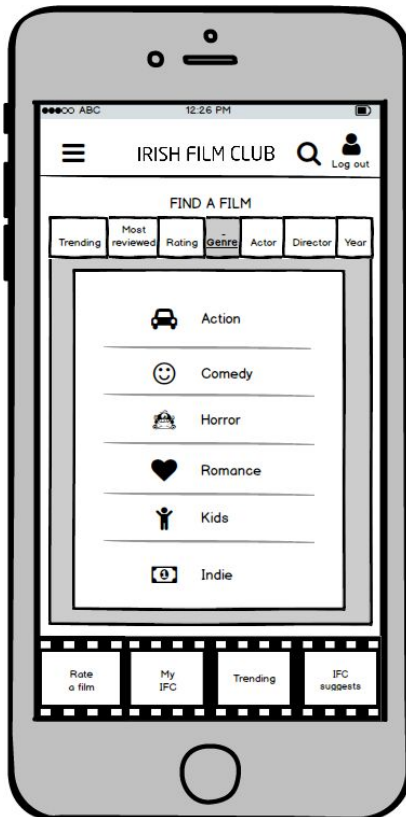 ABC 12:26 PM
IRISH FILM CLUB
Log out
FIND A FILM
Trending Most reviewed Rating Genre Actor Director Year
Action
Comedy
Horror
Romance
Kids
Indie
Rate a film My IFC Trending IFC suggests